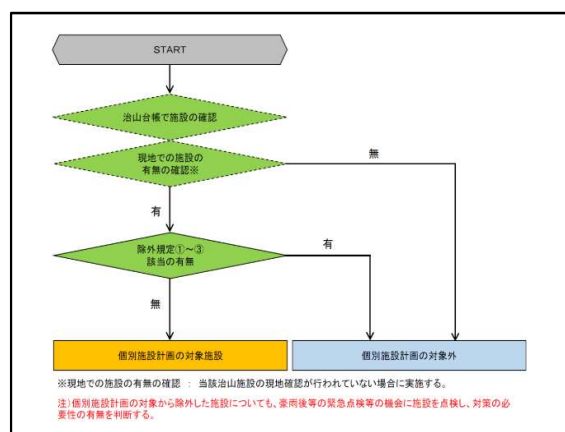 START
治山台帳で施設の確認
現地での施設の
有無の確認※
無
有
除外規定①～③
該当の有無
有
無
個別施設計画の対象施設
個別施設計画の対象外
※現地での施設の有無の確認 ： 当該治山施設の現地確認が行われていない場合に実施する。
注）個別施設計画の対象から除外した施設についても、豪雨後等の緊急点検等の機会に施設を点検し、対策の必
要性の有無を判断する。